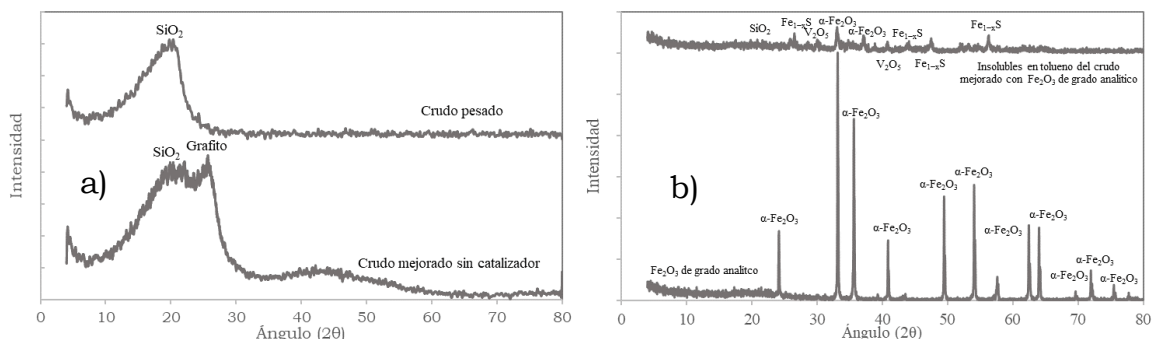 SiO₂
Crudo pesado
SiO₂
Grafito
a)
Crudo mejorado sin catalizador
Intensidad
0 10 20 30 40 50 60 70 80
Ángulo (2θ)
SiO₂
Fe₁₋ₓS
V₂O₅
α-Fe₂O₃
α-Fe₂O₃
V₂O₅
Fe₁₋ₓS
Fe₁₋ₓS
Fe₁₋ₓS
Insolubles en tolueno del crudo
mejorado con Fe₂O₃ de grado analítico
b)
α-Fe₂O₃
α-Fe₂O₃
α-Fe₂O₃
α-Fe₂O₃
α-Fe₂O₃
α-Fe₂O₃
α-Fe₂O₃
α-Fe₂O₃
α-Fe₂O₃
Fe₂O₃ de grado analitco
Intensidad
0 10 20 30 40 50 60 70 80
Ángulo (2θ)